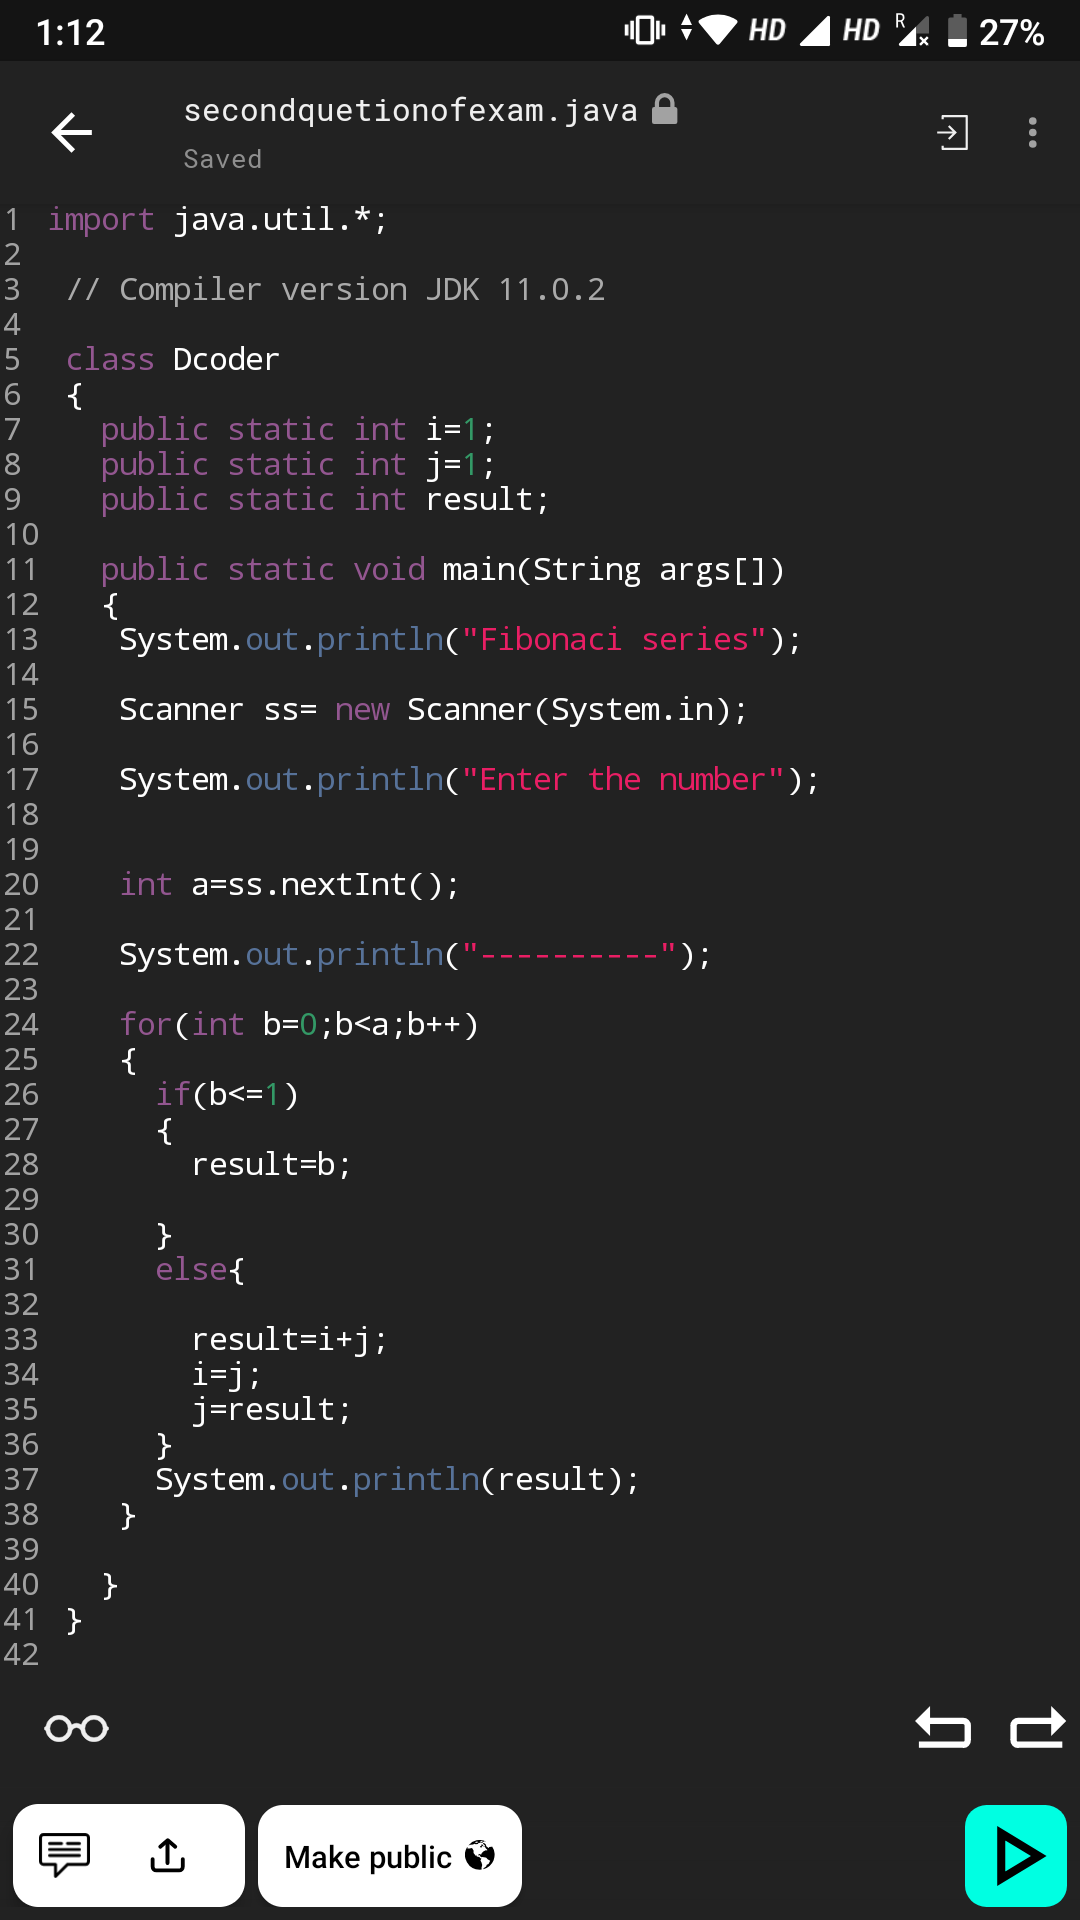 1:12 HD HD R 27%
secondquetionofexam.java
Saved
1 import java.util.*;
2
3 // Compiler version JDK 11.0.2
4
5 class Dcoder
6 {
7 public static int i=1;
8 public static int j=1;
9 public static int result;
10
11 public static void main(String args[])
12 {
13 System.out.println("Fibonaci series");
14
15 Scanner ss= new Scanner(System.in);
16
17 System.out.println("Enter the number");
18
19
20 int a=ss.nextInt();
21
22 System.out.println("----------");
23
24 for(int b=0;b<a;b++)
25 {
26 if(b<=1)
27 {
28 result=b;
29
30 }
31 else{
32
33 result=i+j;
34 i=j;
35 j=result;
36 }
37 System.out.println(result);
38 }
39
40 }
41 }
42
Make public